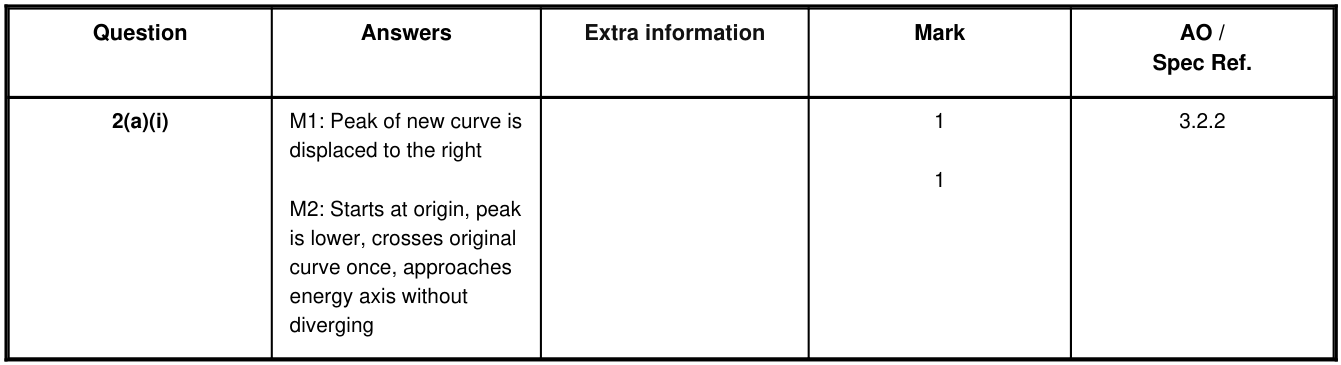 Question Answers Extra information Mark AO /
Spec Ref.
2(a)(i) M1: Peak of new curve is 1 3.2.2
displaced to the right
1
M2: Starts at origin, peak
is lower, crosses original
curve once, approaches
energy axis without
diverging